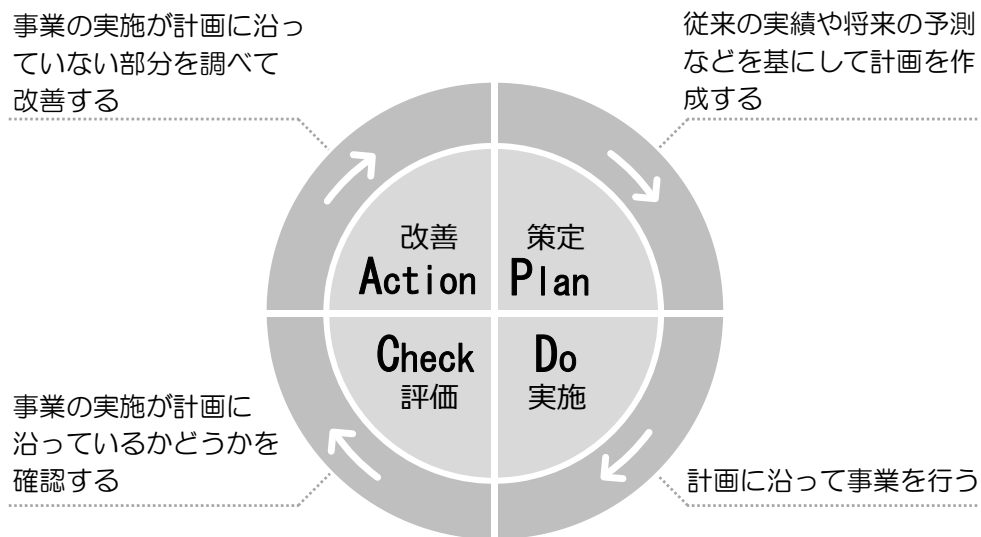 事業の実施が計画に沿っ
ていない部分を調べて
改善する
従来の実績や将来の予測
などを基にして計画を作
成する
改善
Action
策定
Plan
Check
評価
Do
実施
事業の実施が計画に
沿っているかどうかを
確認する
計画に沿って事業を行う